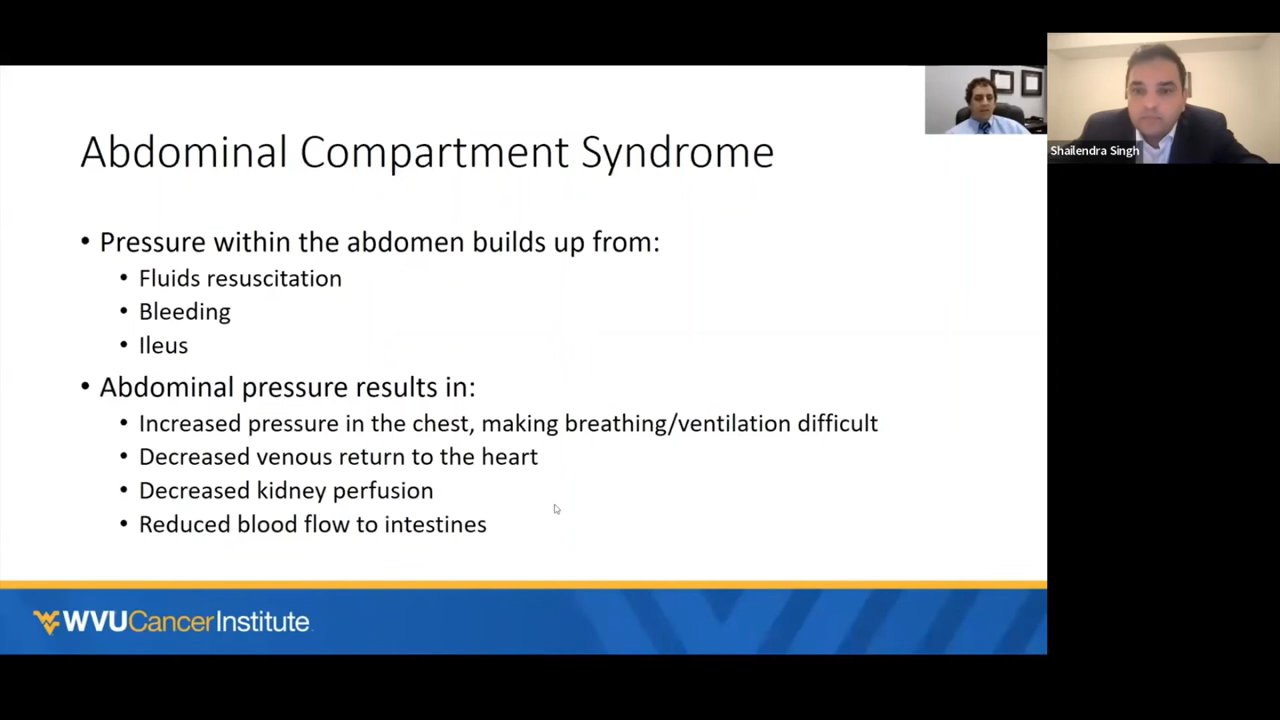 Abdominal Compartment Syndrome
• Pressure within the abdomen builds up from:
• Fluids resuscitation
• Bleeding
• Ileus
• Abdominal pressure results in:
• Increased pressure in the chest, making breathing/ventilation difficult
• Decreased venous return to the heart
• Decreased kidney perfusion
• Reduced blood flow to intestines
WVUCancerInstitute
Shailendra Singh